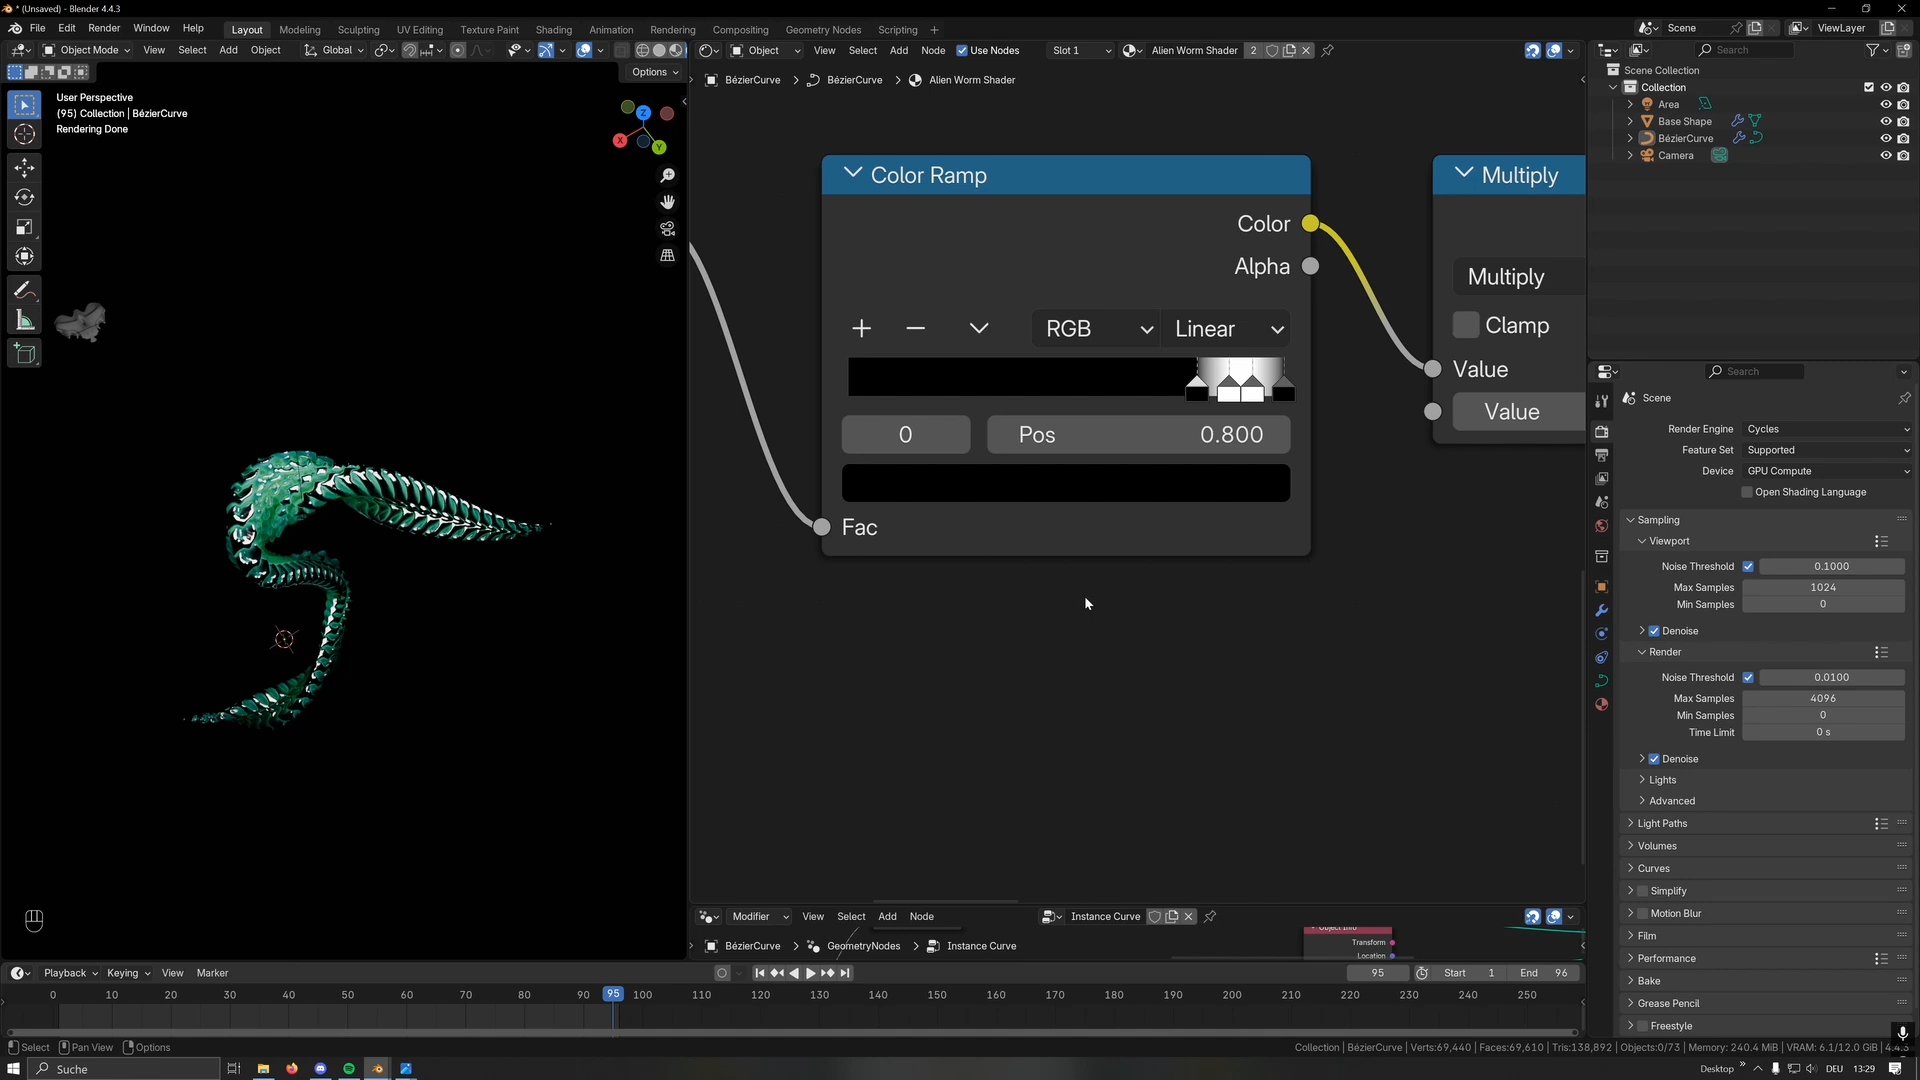 * (Unsaved) - Blender 4.4.3
File Edit Render Window Help
Layout Modeling Sculpting UV Editing Texture Paint Shading Animation Rendering Compositing Geometry Nodes Scripting +
Scene ViewLayer
Object Mode View Select Add Object Global
Object View Select Add Node Use Nodes Slot 1 Alien Worm Shader 2
Search
Options
BézierCurve > BézierCurve > Alien Worm Shader
User Perspective
(95) Collection | BézierCurve
Rendering Done
Z
X
Y
Scene Collection
Collection
Area
Base Shape
BézierCurve
Camera
Color Ramp
Color
Alpha
RGB Linear
0 Pos 0.800
Fac
Multiply
Multiply
Clamp
Value
Value
Search
Scene
Render Engine Cycles
Feature Set Supported
Device GPU Compute
Open Shading Language
Sampling
Viewport
Noise Threshold 0.1000
Max Samples 1024
Min Samples 0
Denoise
Render
Noise Threshold 0.0100
Max Samples 4096
Min Samples 0
Time Limit 0 s
Denoise
Lights
Advanced
Light Paths
Volumes
Curves
Simplify
Motion Blur
Film
Performance
Bake
Grease Pencil
Freestyle
Modifier View Select Add Node Instance Curve
BézierCurve > GeometryNodes > Instance Curve
Object Info
Transform
Location
Playback Keying View Marker
95 Start 1 End 96
0 10 20 30 40 50 60 70 80 90 95 100 110 120 130 140 150 160 170 180 190 200 210 220 230 240 250
Select Pan View Options
Collection | BézierCurve | Verts:69,440 | Faces:69,610 | Tris:138,892 | Objects:0/73 | Memory: 240.4 MiB | VRAM: 6.1/12.0 GiB | 4.4.3
Suche
Desktop DEU 13:29